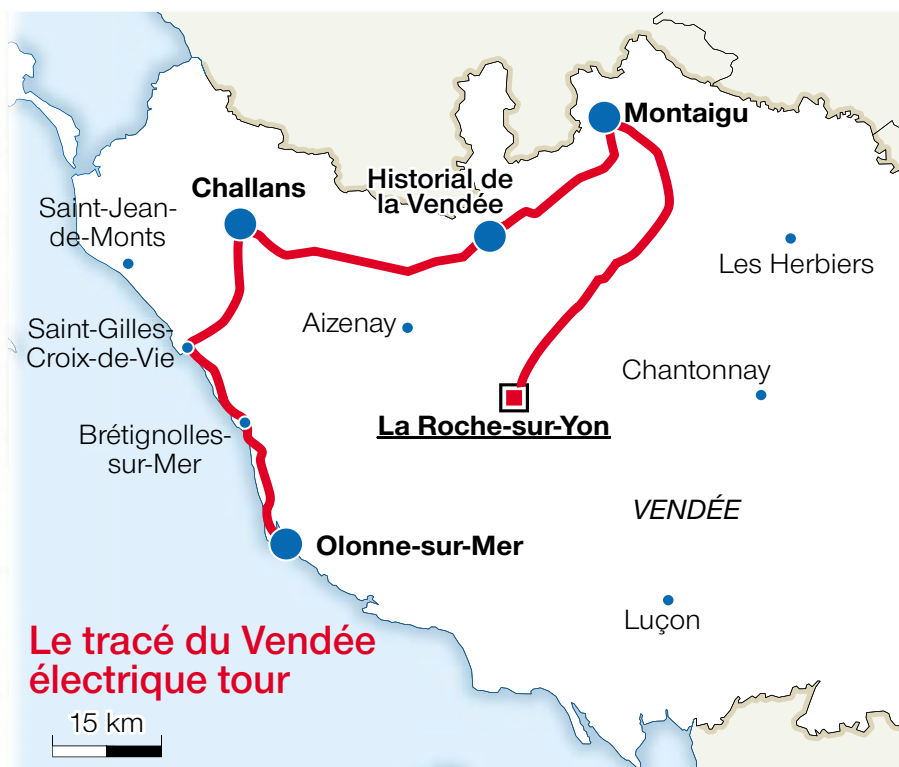 Montaigu
Historial de
la Vendée
Challans
Saint-Jean-
de-Monts
Les Herbiers
Saint-Gilles-
Croix-de-Vie
Aizenay
Chantonnay
La Roche-sur-Yon
Brétignolles-
sur-Mer
VENDÉE
Olonne-sur-Mer
Luçon
Le tracé du Vendée
électrique tour
15 km